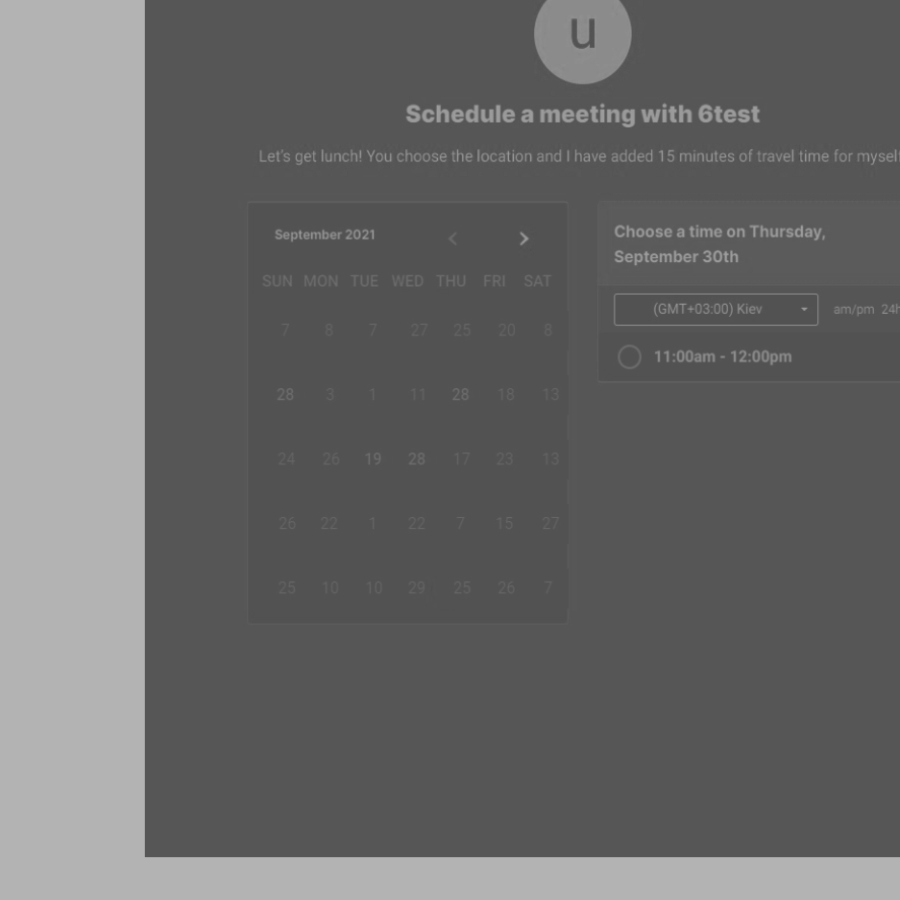 u
Schedule a meeting with 6test
Let's get lunch! You choose the location and I have added 15 minutes of travel time for
September 2021
SUN MON TUE WED THU FRI SAT
7 8 7 27 25 20 8
28 3 1 11 28 18 13
24 26 19 28 17 23 13
26 22 1 22 7 15 27
25 10 10 29 25 26 7
Choose a time on Thursday,
September 30th
(GMT+03:00) Kiev am/pm 24h
11:00am - 12:00pm